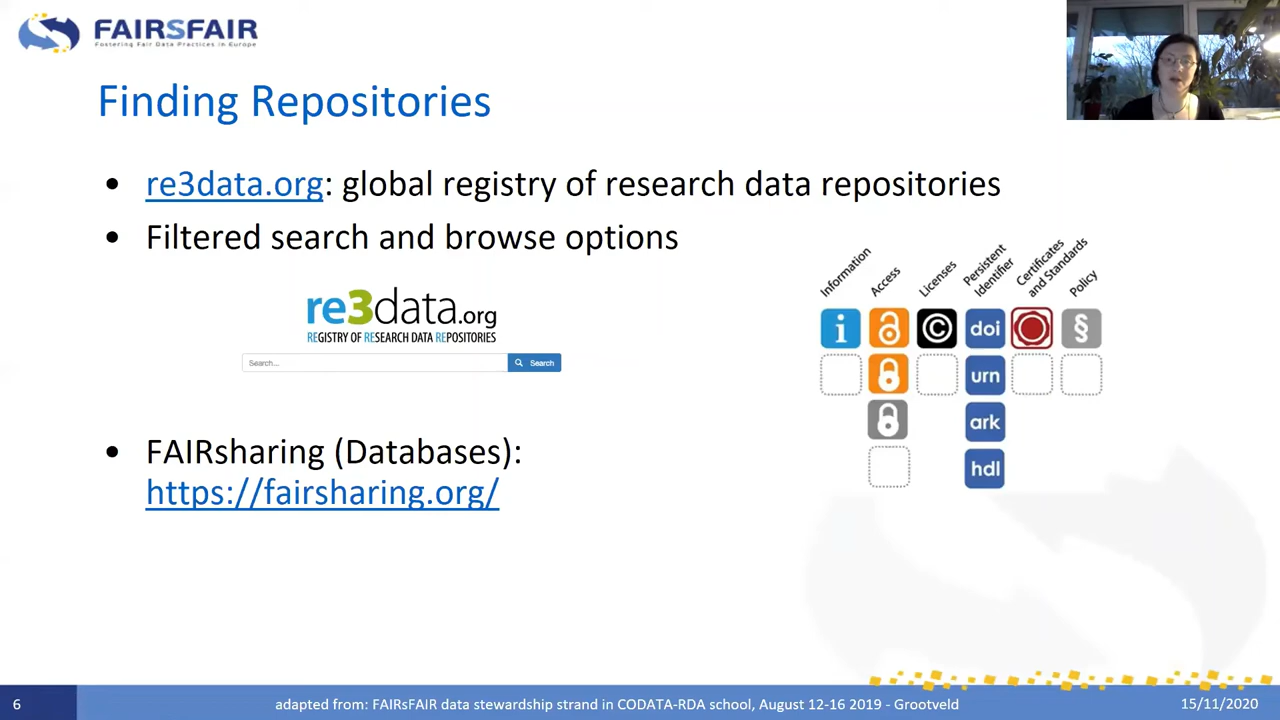 FAIRSFAIR
Fostering Fair Data Practices in Europe
Finding Repositories
• re3data.org: global registry of research data repositories
• Filtered search and browse options
re3data.org
REGISTRY OF RESEARCH DATA REPOSITORIES
Search...
Search
Information
Access
Licenses
Persistent
Identifier
Certificates
and Standards
Policy
i
©
doi
§
urn
ark
hdl
• FAIRsharing (Databases):
https://fairsharing.org/
6
adapted from: FAIRsFAIR data stewardship strand in CODATA-RDA school, August 12-16 2019 - Grootveld
15/11/2020